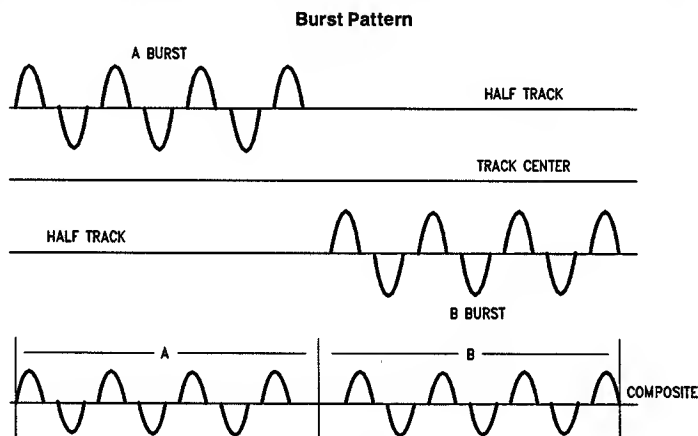 Burst Pattern
A BURST
HALF TRACK
TRACK CENTER
HALF TRACK
B BURST
A
B
COMPOSITE